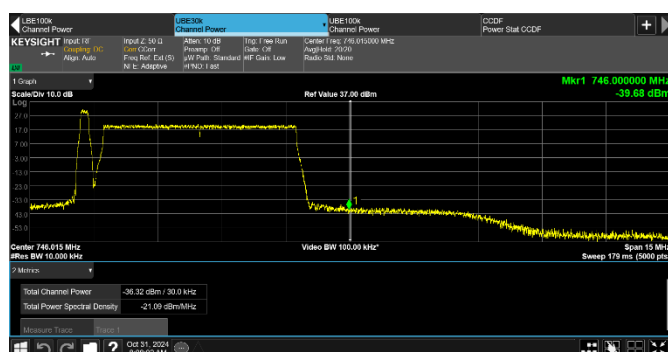 LBE100k
Channel Power
UBE30k
Channel Power
UBE100k
Channel Power
CCDF
Power Stat CCDF
KEYSIGHT
Input: RF
Coupling: DC
Align: Auto
Input Z: 50 Ω
Corr CCorr
Freq Ref: Ext (S)
NFE: Adaptive
Atten: 10 dB
Preamp: Off
µW Path: Standard
#PNO: Fast
Trig: Free Run
Gate: Off
#IF Gain: Low
Center Freq: 746.015000 MHz
Avg|Hold: 20/20
Radio Std: None
1 Graph
Scale/Div 10.0 dB
Ref Value 37.00 dBm
Mkr1 746.000000 MHz
-39.68 dBm
Log
27.0
17.0
7.00
-3.00
-13.0
-23.0
-33.0
-43.0
-53.0
1
Center 746.015 MHz
#Res BW 10.000 kHz
Video BW 100.00 kHz*
Span 15 MHz
Sweep 179 ms (5000 pts)
2 Metrics
Total Channel Power
-36.32 dBm / 30.0 kHz
Total Power Spectral Density
-21.09 dBm/MHz
Measure Trace
Trace 1
Oct 31, 2024